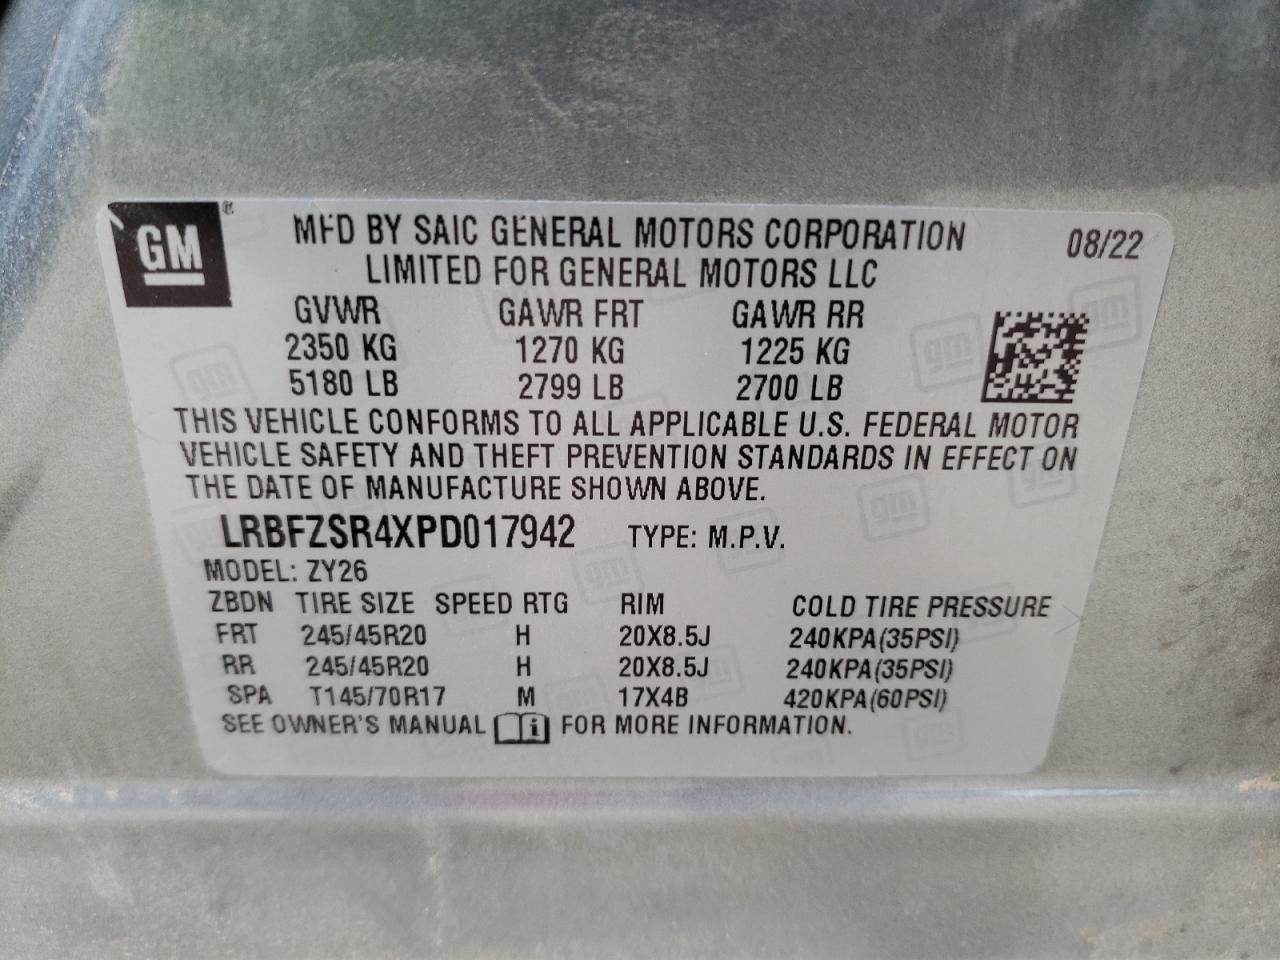 GM ®
MFD BY SAIC GENERAL MOTORS CORPORATION 08/22
LIMITED FOR GENERAL MOTORS LLC
GVWR GAWR FRT GAWR RR
2350 KG 1270 KG 1225 KG
5180 LB 2799 LB 2700 LB
THIS VEHICLE CONFORMS TO ALL APPLICABLE U.S. FEDERAL MOTOR
VEHICLE SAFETY AND THEFT PREVENTION STANDARDS IN EFFECT ON
THE DATE OF MANUFACTURE SHOWN ABOVE.
LRBFZSR4XPD017942 TYPE: M.P.V.
MODEL: ZY26
ZBDN TIRE SIZE SPEED RTG RIM COLD TIRE PRESSURE
FRT 245/45R20 H 20X8.5J 240KPA(35PSI)
RR 245/45R20 H 20X8.5J 240KPA(35PSI)
SPA T145/70R17 M 17X4B 420KPA(60PSI)
SEE OWNER'S MANUAL i FOR MORE INFORMATION.